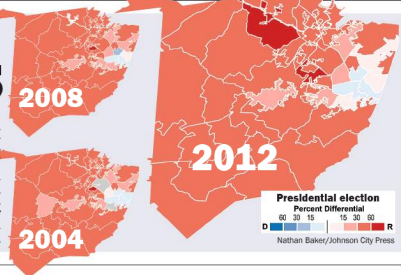 2008
2012
2004
Presidential election
Percent Differential
60 30 15 15 30 60
D R
Nathan Baker/Johnson City Press